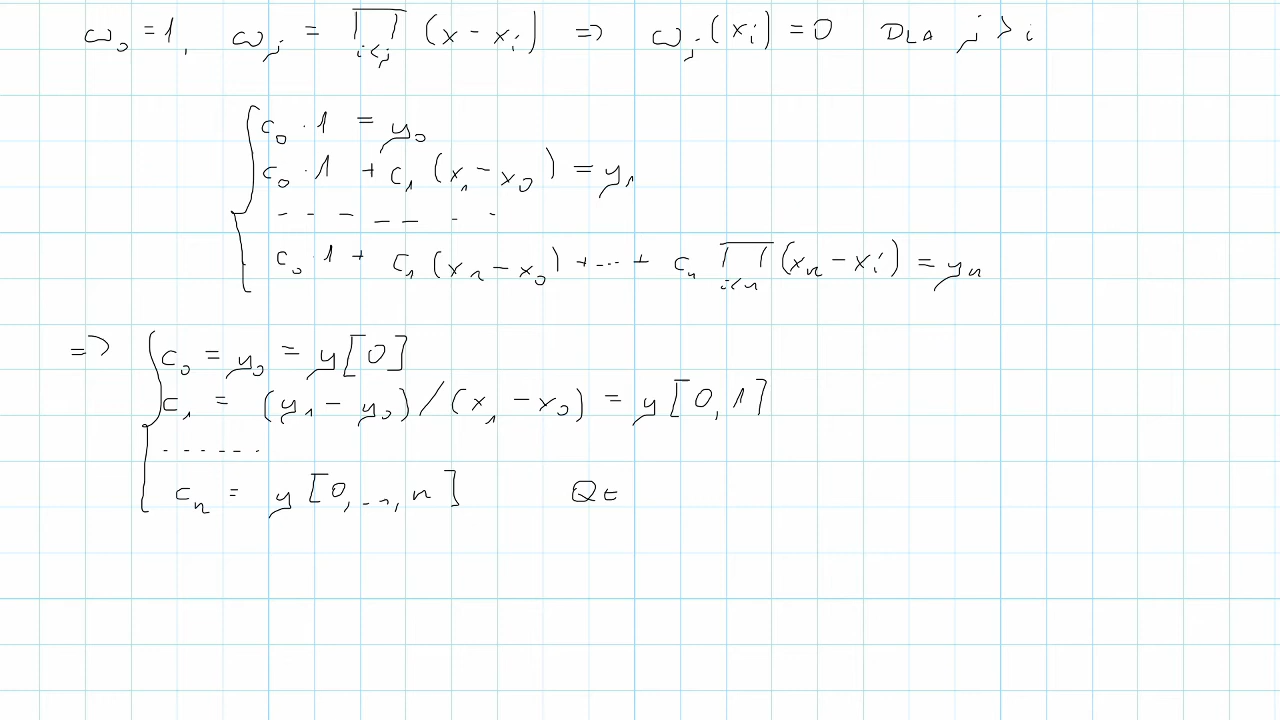 ω₀ = 1, ωⱼ = ∏_{i<j} (x − xᵢ) ⇒ ωⱼ(xᵢ) = 0 DLA j > i
c₀ · 1 = y₀
c₀ · 1 + c₁ (x₁ − x₀) = y₁
- - - - - - -
c₀ · 1 + c₁ (xₙ − x₀) + ... + cₙ ∏_{i<n} (xₙ − xᵢ) = yₙ
⇒ c₀ = y₀ = y[0]
c₁ = (y₁ − y₀) / (x₁ − x₀) = y[0, 1]
......
cₙ = y[0, ..., n] QE